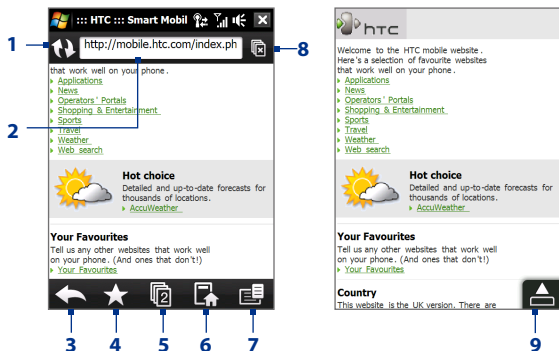 ::: HTC ::: Smart Mobil
1
http://mobile.htc.com/index.ph
8
that work well on your phone.
Applications
News
Operators' Portals
2
Shopping & Entertainment
Sports
Travel
Weather
Web search
Hot choice
Detailed and up-to-date forecasts for
thousands of locations.
AccuWeather
Your Favourites
Tell us any other websites that work well
on your phone. (And ones that don't!)
Your Favourites
2
3
4
5
6
7
hTC
Welcome to the HTC mobile website.
Here's a selection of favourite websites
that work well on your phone.
Applications
News
Operators' Portals
Shopping & Entertainment
Sports
Travel
Weather
Web search
Hot choice
Detailed and up-to-date forecasts for
thousands of locations.
AccuWeather
Your Favourites
Tell us any other websites that work well
on your phone. (And ones that don't!)
Your Favourites
Country
This website is the UK version. There are
9